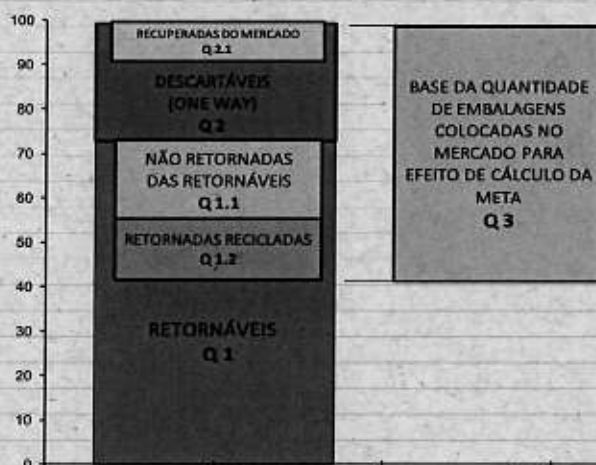 100
90
80
70
60
50
40
30
20
10
0
RECUPERADAS DO MERCADO
Q 2.1
DESCARTÁVEIS
(ONE WAY)
Q 2
NÃO RETORNADAS
DAS RETORNÁVEIS
Q 1.1
RETORNADAS RECICLADAS
Q 1.2
RETORNÁVEIS
Q 1
BASE DA QUANTIDADE
DE EMBALAGENS
COLOCADAS NO
MERCADO PARA
EFEITO DE CÁLCULO DA
META
Q 3